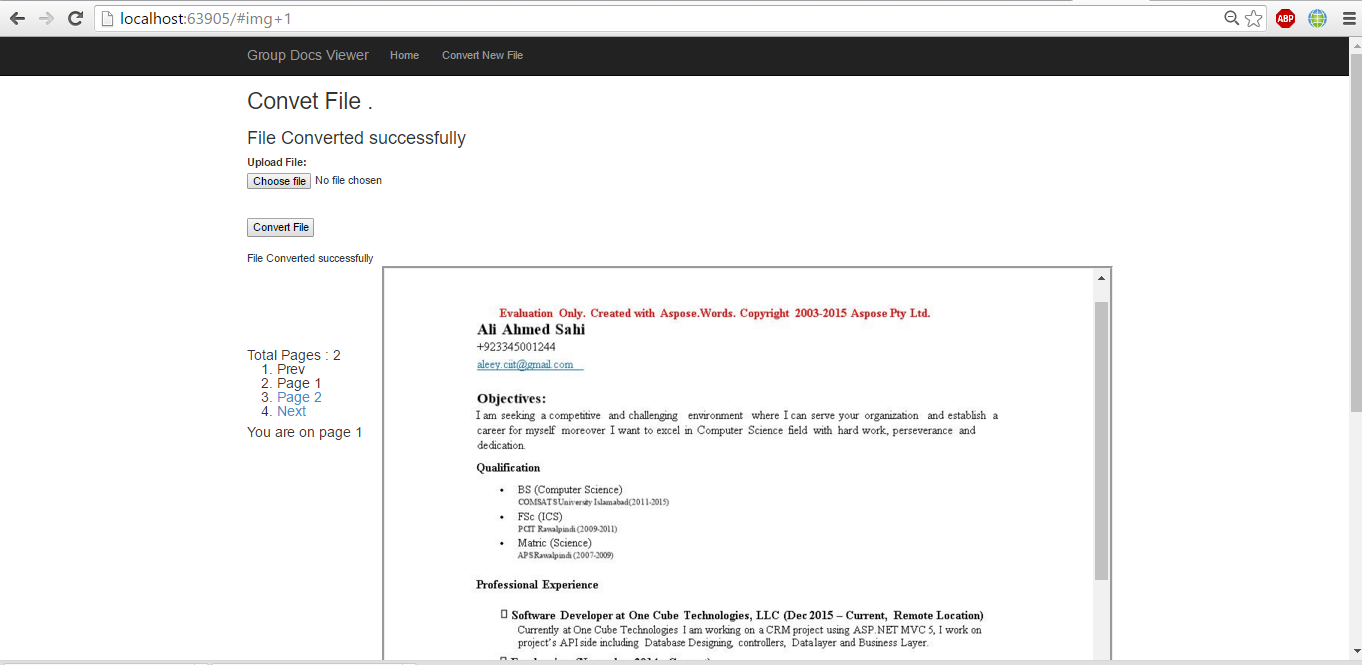 localhost:63905/#img+1
ABP
Group Docs Viewer Home Convert New File
Convet File .
File Converted successfully
Upload File:
Choose file No file chosen
Convert File
File Converted successfully
Total Pages : 2
1. Prev
2. Page 1
3. Page 2
4. Next
You are on page 1
Evaluation Only. Created with Aspose.Words. Copyright 2003-2015 Aspose Pty Ltd.
Ali Ahmed Sahi
+923345001244
aleey.ciit@gmail.com
Objectives:
I am seeking a competitive and challenging environment where I can serve your organization and establish a
career for myself moreover I want to excel in Computer Science field with hard work, perseverance and
dedication.
Qualification
• BS (Computer Science)
COMSATS University Islamabad (2011-2015)
• FSc (ICS)
PCIT Rawalpindi (2009-2011)
• Matric (Science)
APS Rawalpindi (2007-2009)
Professional Experience
Software Developer at One Cube Technologies, LLC (Dec 2015 – Current, Remote Location)
Currently at One Cube Technologies I am working on a CRM project using ASP.NET MVC 5, I work on
project's API side including Database Designing, controllers, Datalayer and Business Layer.